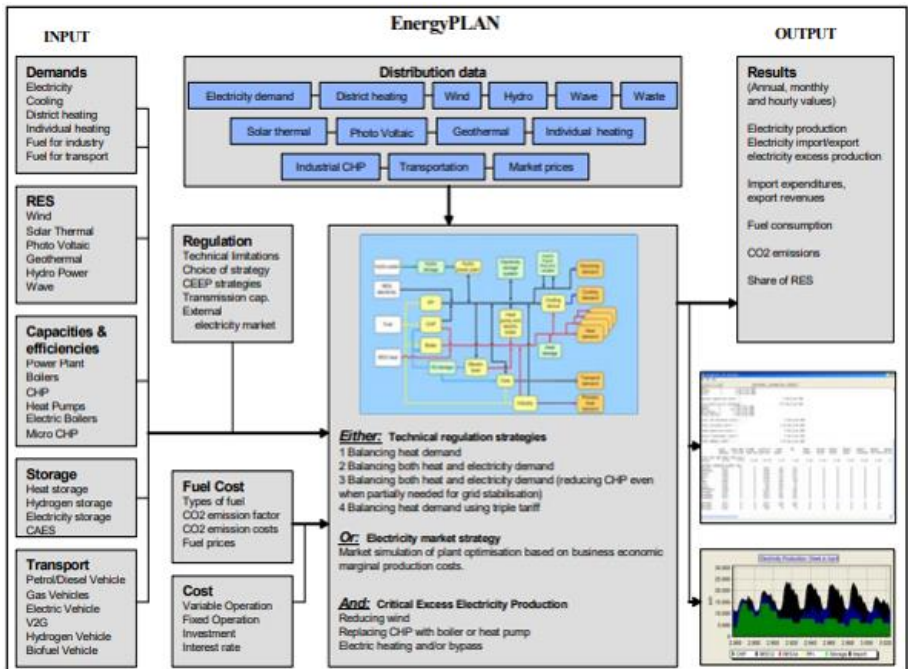 EnergyPLAN
INPUT
OUTPUT
Demands
Electricity
Cooling
District heating
Individual heating
Fuel for industry
Fuel for transport
RES
Wind
Solar Thermal
Photo Voltaic
Geothermal
Hydro Power
Wave
Capacities &
efficiencies
Power Plant
Boilers
CHP
Heat Pumps
Electric Boilers
Micro CHP
Storage
Heat storage
Hydrogen storage
Electricity storage
CAES
Transport
Petrol/Diesel Vehicle
Gas Vehicles
Electric Vehicle
V2G
Hydrogen Vehicle
Biofuel Vehicle
Regulation
Technical limitations
Choice of strategy
CEEP strategies
Transmission cap.
External
electricity market
Fuel Cost
Types of fuel
CO2 emission factor
CO2 emission costs
Fuel prices
Cost
Variable Operation
Fixed Operation
Investment
Interest rate
Distribution data
Electricity demand District heating Wind Hydro Wave Waste
Solar thermal Photo Voltaic Geothermal Individual heating
Industrial CHP Transportation Market prices
Either: Technical regulation strategies
1 Balancing heat demand
2 Balancing both heat and electricity demand
3 Balancing both heat and electricity demand (reducing CHP even
when partially needed for grid stabilisation)
4 Balancing heat demand using triple tariff
Or: Electricity market strategy
Market simulation of plant optimisation based on business economic
marginal production costs.
And: Critical Excess Electricity Production
Reducing wind
Replacing CHP with boiler or heat pump
Electric heating and/or bypass
Results
(Annual, monthly
and hourly values)
Electricity production
Electricity import/export
electricity excess production
Import expenditures,
export revenues
Fuel consumption
CO2 emissions
Share of RES